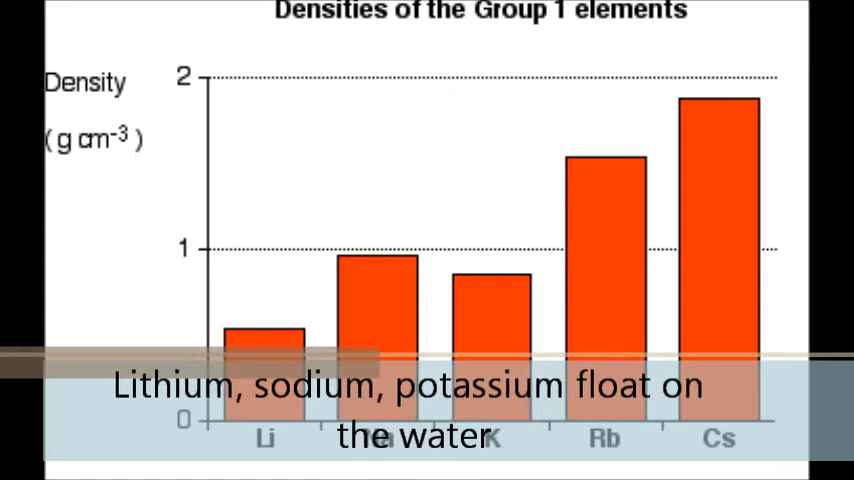 Densities of the Group 1 elements
Density
(g cm-3)
2
1
0
Lithium, sodium, potassium float on
the water
Li
K
Rb
Cs